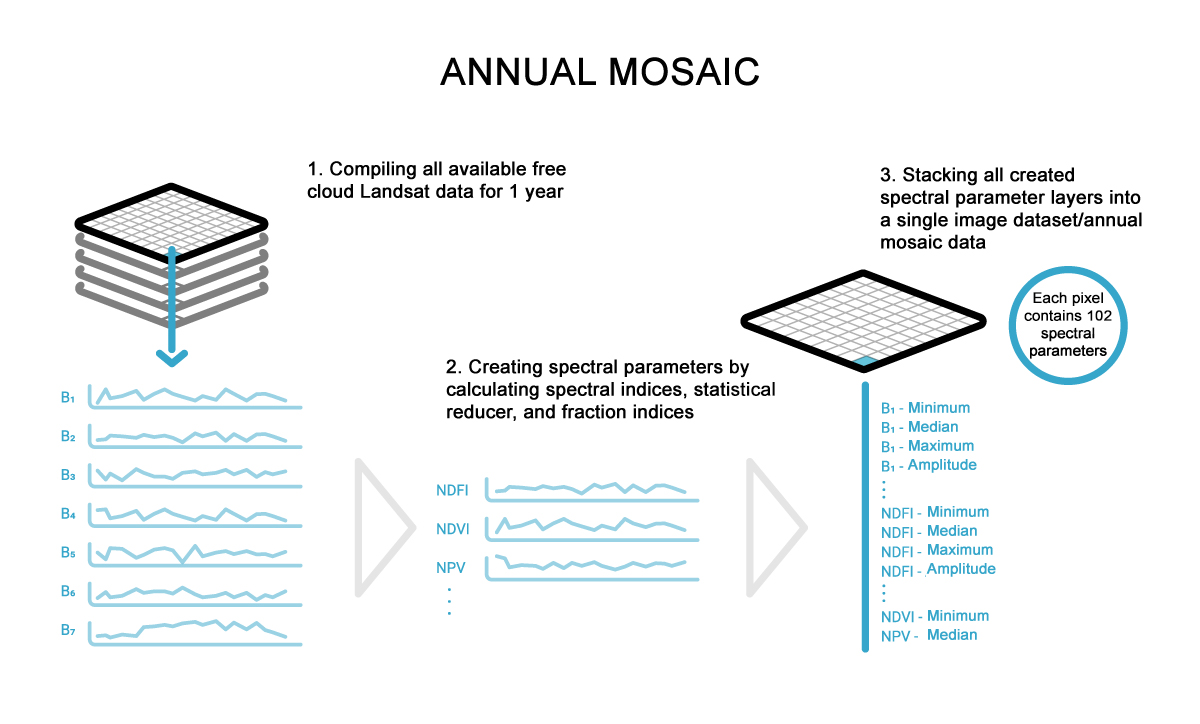 ANNUAL MOSAIC
1. Compiling all available free
cloud Landsat data for 1 year
B₁
B₂
B₃
B₄
B₅
B₆
B₇
2. Creating spectral parameters by
calculating spectral indices, statistical
reducer, and fraction indices
NDFI
NDVI
NPV
3. Stacking all created
spectral parameter layers into
a single image dataset/annual
mosaic data
Each pixel
contains 102
spectral
parameters
B₁ - Minimum
B₁ - Median
B₁ - Maximum
B₁ - Amplitude
NDFI - Minimum
NDFI - Median
NDFI - Maximum
NDFI - Amplitude
NDVI - Minimum
NPV - Median